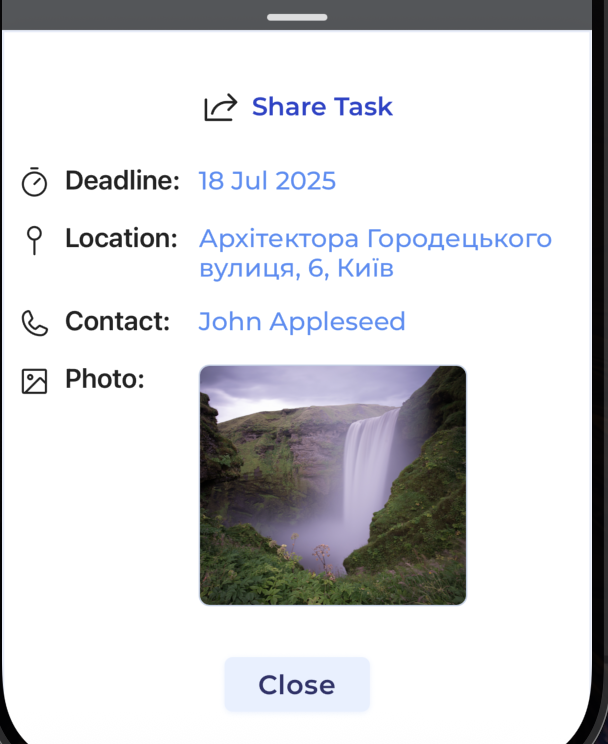 Share Task
Deadline: 18 Jul 2025
Location: Архітектора Городецького
вулиця, 6, Київ
Contact: John Appleseed
Photo:
Close